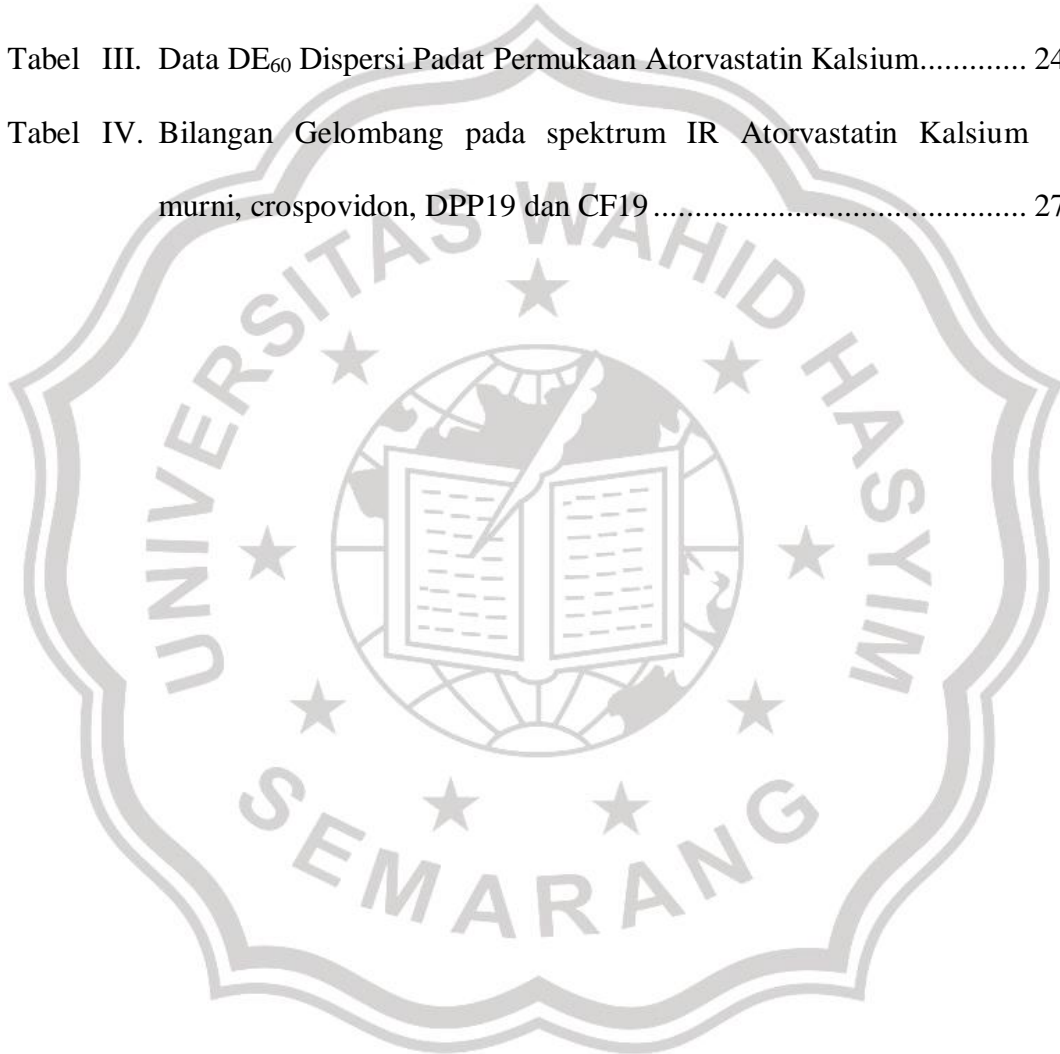 Tabel III. Data DE₆₀ Dispersi Padat Permukaan Atorvastatin Kalsium............. 24
Tabel IV. Bilangan Gelombang pada spektrum IR Atorvastatin Kalsium
murni, crospovidon, DPP19 dan CF19 .......................................... 27
UNIVERSITAS WAHID HASYIM
SEMARANG